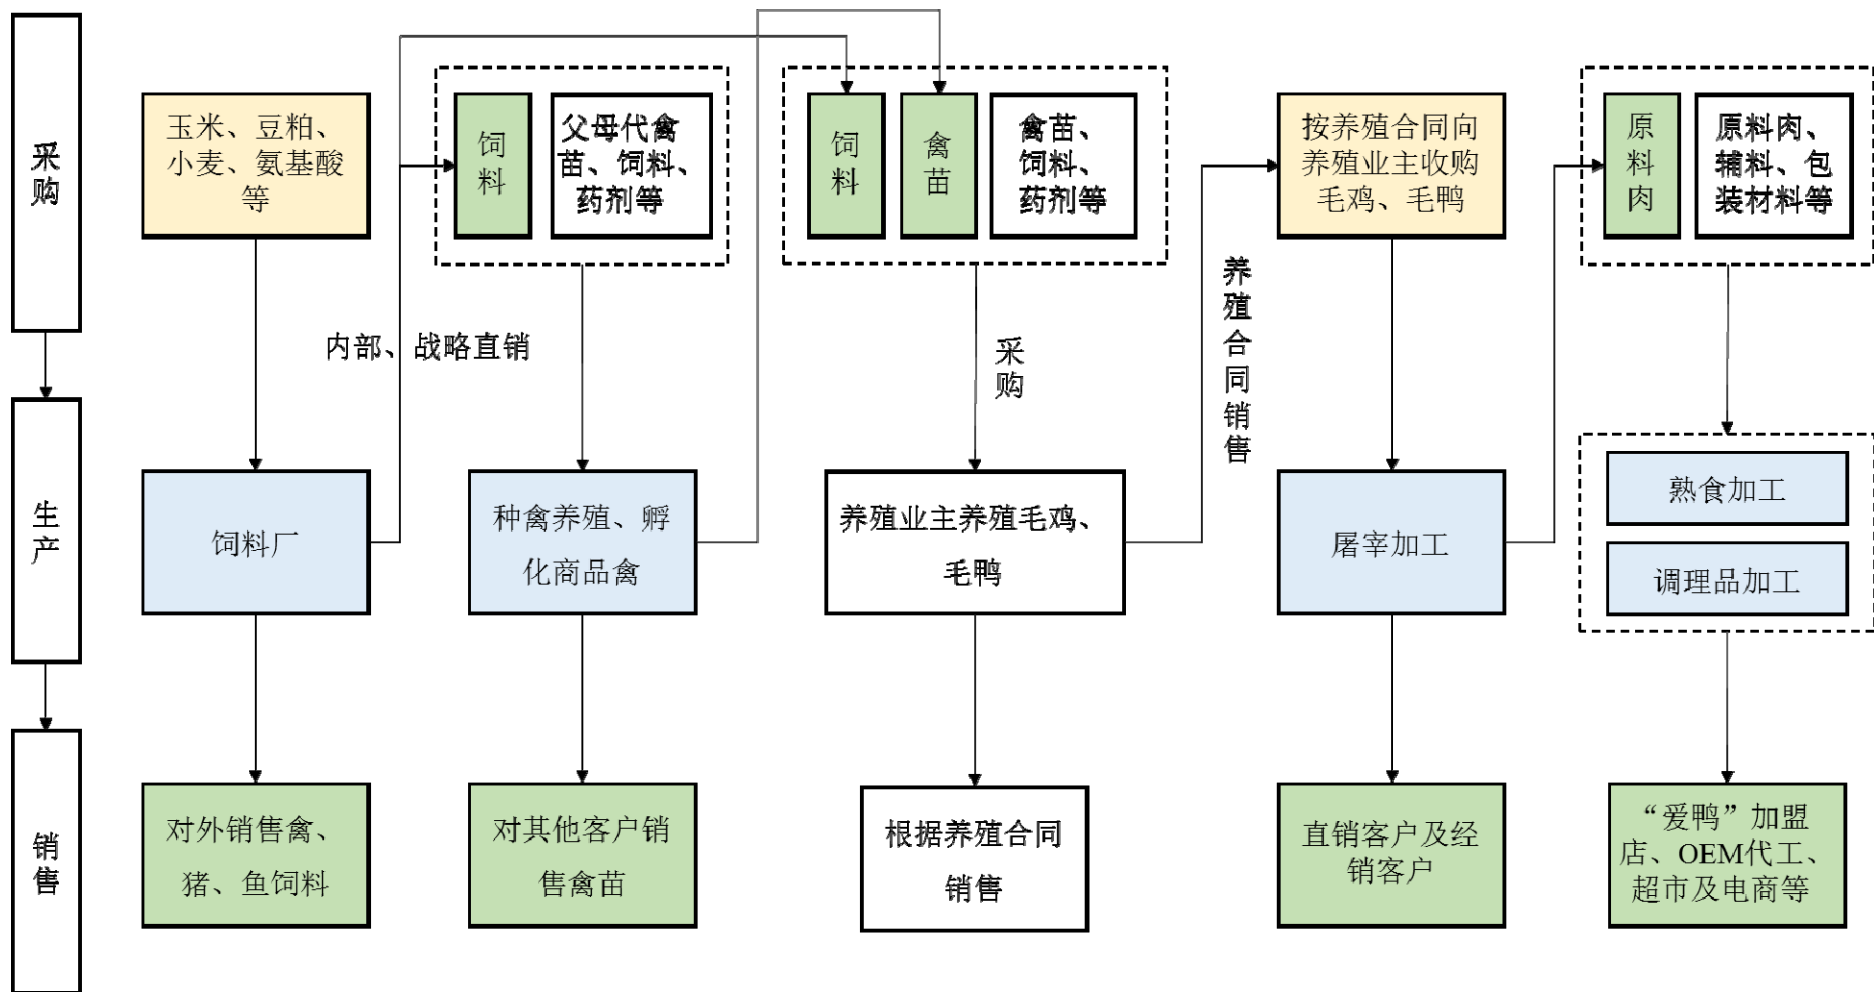 采
购
玉米、豆粕、
小麦、氨基酸
等
饲
料
父母代禽
苗、饲料、
药剂等
饲
料
禽
苗
禽苗、
饲料、
药剂等
按养殖合同向
养殖业主收购
毛鸡、毛鸭
原
料
肉
原料肉、
辅料、包
装材料等
内部、战略直销
采
购
养
殖
合
同
销
售
生
产
饲料厂
种禽养殖、孵
化商品禽
养殖业主养殖毛鸡、
毛鸭
屠宰加工
熟食加工
调理品加工
销
售
对外销售禽、
猪、鱼饲料
对其他客户销
售禽苗
根据养殖合同
销售
直销客户及经
销客户
“爱鸭”加盟
店、OEM代工、
超市及电商等